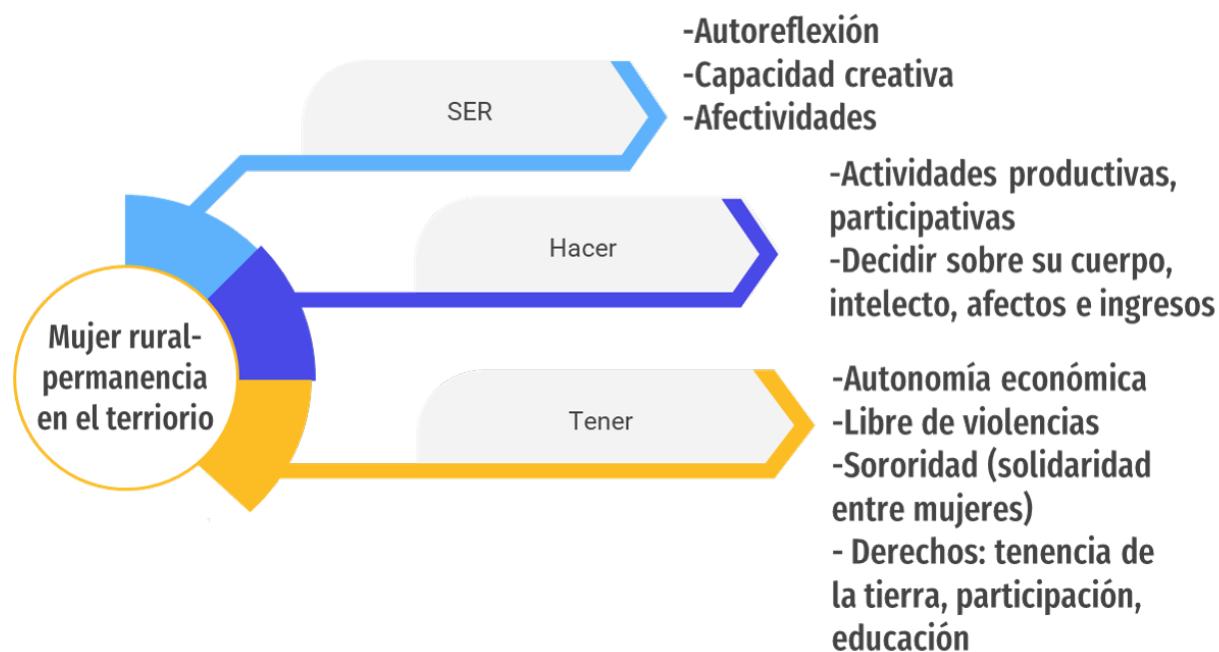 Mujer rural-
permanencia
en el terriorio
SER
-Autoreflexión
-Capacidad creativa
-Afectividades
Hacer
-Actividades productivas,
participativas
-Decidir sobre su cuerpo,
intelecto, afectos e ingresos
Tener
-Autonomía económica
-Libre de violencias
-Sororidad (solidaridad
entre mujeres)
- Derechos: tenencia de
la tierra, participación,
educación